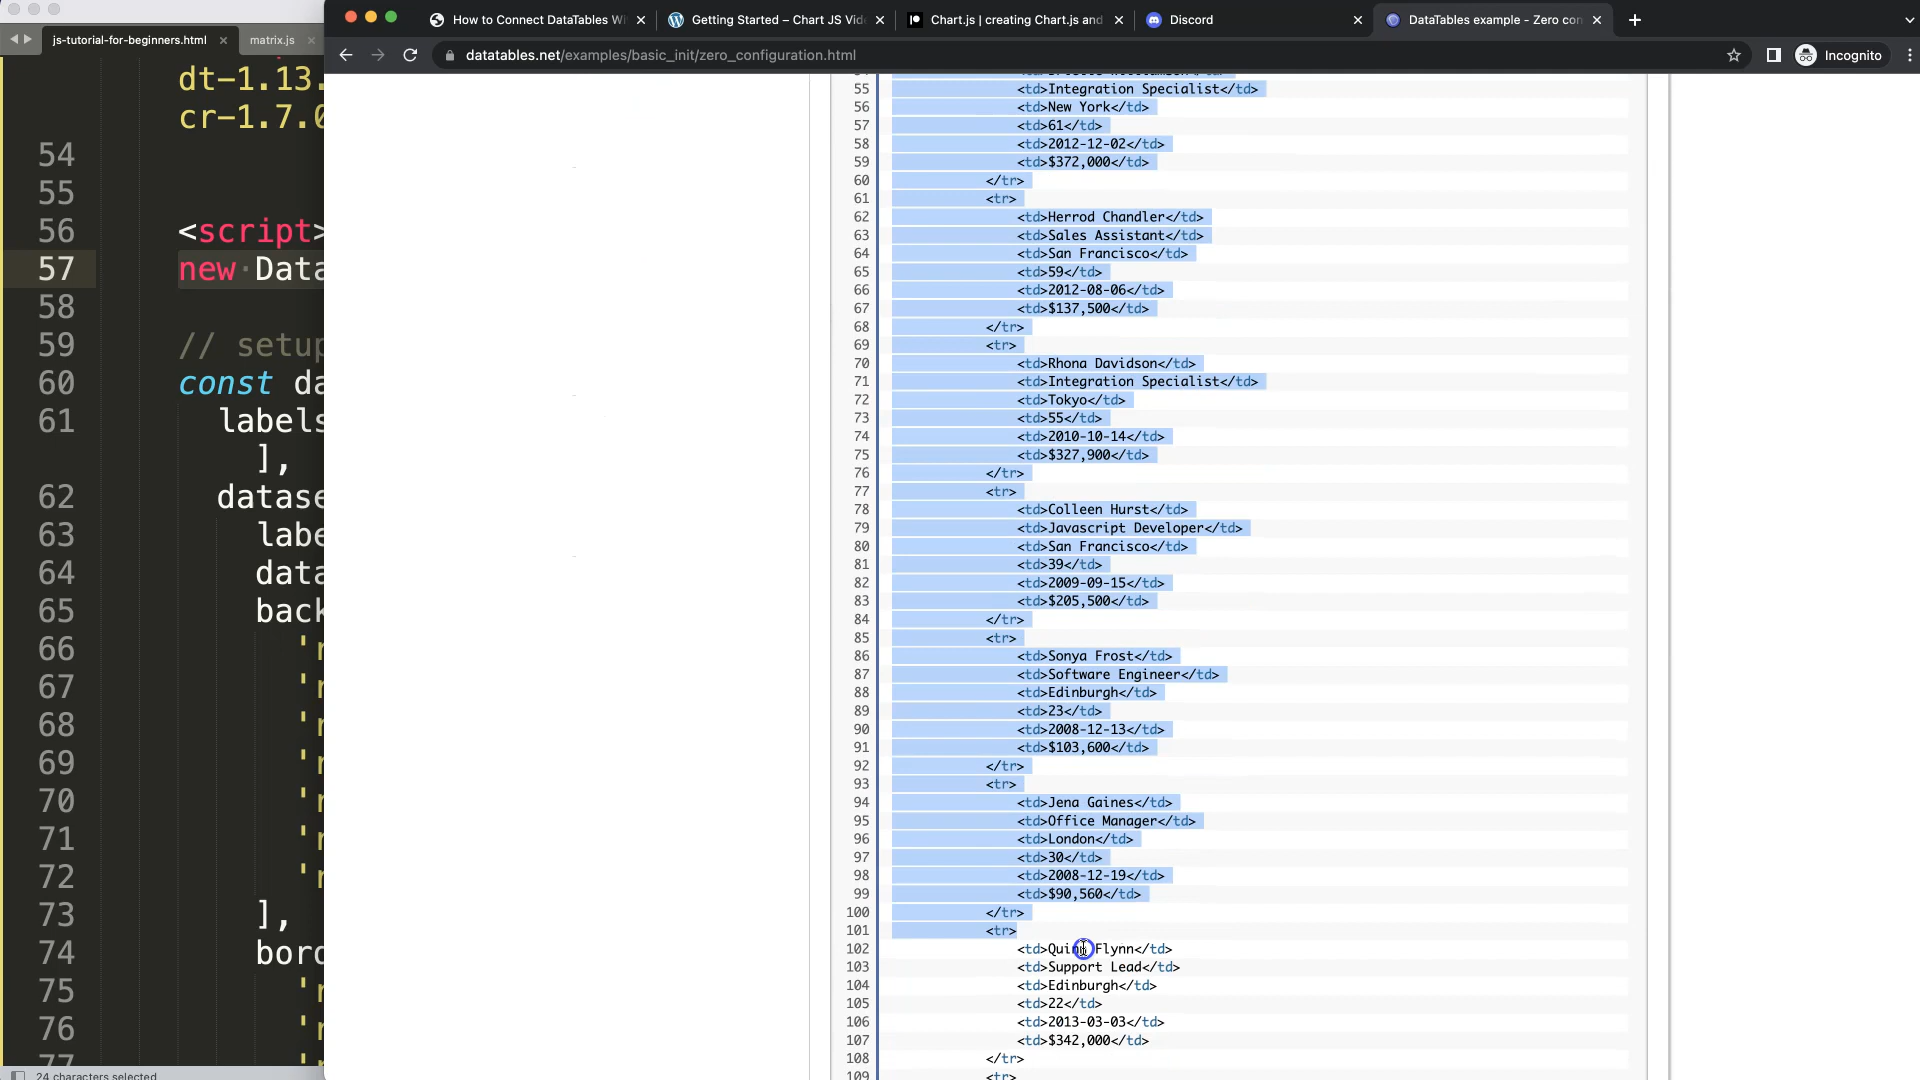 How to Connect DataTables Wi
Getting Started – Chart JS Vid
Chart.js | creating Chart.js and
Discord
DataTables example - Zero con
js-tutorial-for-beginners.html
matrix.js
datatables.net/examples/basic_init/zero_configuration.html
Incognito
dt-1.13.
cr-1.7.0
54
55
56 <script>
57 new Data
58
59 // setup
60 const da
61 labels
],
62 datase
63 labe
64 data
65 back
66 'r
67 'r
68 'r
69 'r
70 'r
71 'r
72 'r
73 ],
74 bord
75 'r
76 'r
77
24 characters selected
55 <td>Integration Specialist</td>
56 <td>New York</td>
57 <td>61</td>
58 <td>2012-12-02</td>
59 <td>$372,000</td>
60 </tr>
61 <tr>
62 <td>Herrod Chandler</td>
63 <td>Sales Assistant</td>
64 <td>San Francisco</td>
65 <td>59</td>
66 <td>2012-08-06</td>
67 <td>$137,500</td>
68 </tr>
69 <tr>
70 <td>Rhona Davidson</td>
71 <td>Integration Specialist</td>
72 <td>Tokyo</td>
73 <td>55</td>
74 <td>2010-10-14</td>
75 <td>$327,900</td>
76 </tr>
77 <tr>
78 <td>Colleen Hurst</td>
79 <td>Javascript Developer</td>
80 <td>San Francisco</td>
81 <td>39</td>
82 <td>2009-09-15</td>
83 <td>$205,500</td>
84 </tr>
85 <tr>
86 <td>Sonya Frost</td>
87 <td>Software Engineer</td>
88 <td>Edinburgh</td>
89 <td>23</td>
90 <td>2008-12-13</td>
91 <td>$103,600</td>
92 </tr>
93 <tr>
94 <td>Jena Gaines</td>
95 <td>Office Manager</td>
96 <td>London</td>
97 <td>30</td>
98 <td>2008-12-19</td>
99 <td>$90,560</td>
100 </tr>
101 <tr>
102 <td>Quinn Flynn</td>
103 <td>Support Lead</td>
104 <td>Edinburgh</td>
105 <td>22</td>
106 <td>2013-03-03</td>
107 <td>$342,000</td>
108 </tr>
109 <tr>